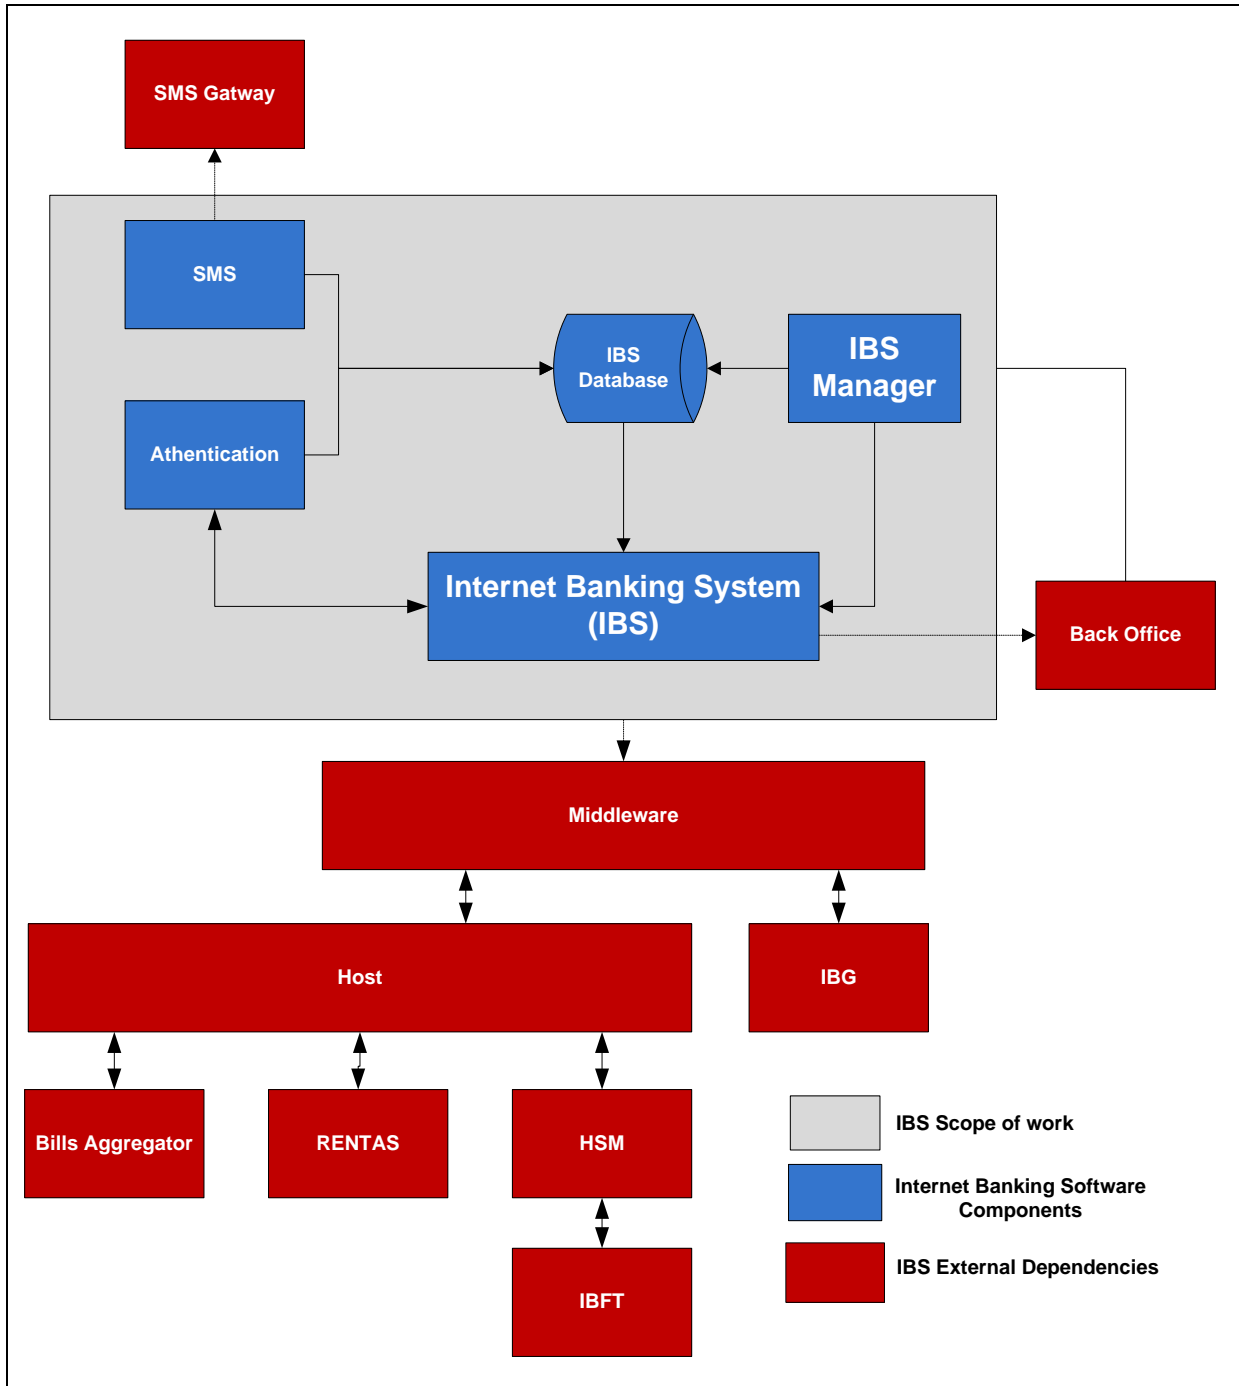 SMS Gatway
SMS
IBS
Database
IBS
Manager
Athentication
Internet Banking System
(IBS)
Back Office
Middleware
Host
IBG
Bills Aggregator
RENTAS
HSM
IBFT
IBS Scope of work
Internet Banking Software
Components
IBS External Dependencies